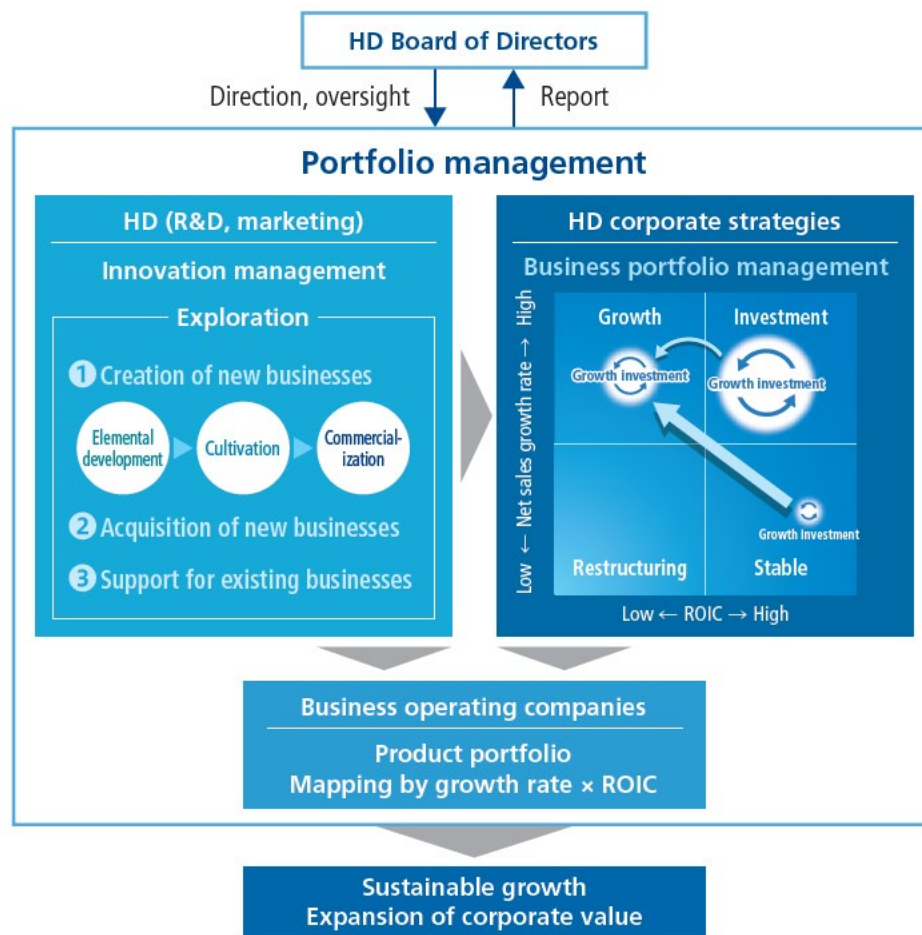 HD Board of Directors
Direction, oversight
Report
Portfolio management
HD (R&D, marketing)
Innovation management
Exploration
1 Creation of new businesses
Elemental
development
Cultivation
Commercial-
ization
2 Acquisition of new businesses
3 Support for existing businesses
HD corporate strategies
Business portfolio management
Low ← Net sales growth rate → High
Growth
Investment
Growth investment
Growth investment
Growth investment
Restructuring
Stable
Low ← ROIC → High
Business operating companies
Product portfolio
Mapping by growth rate × ROIC
Sustainable growth
Expansion of corporate value